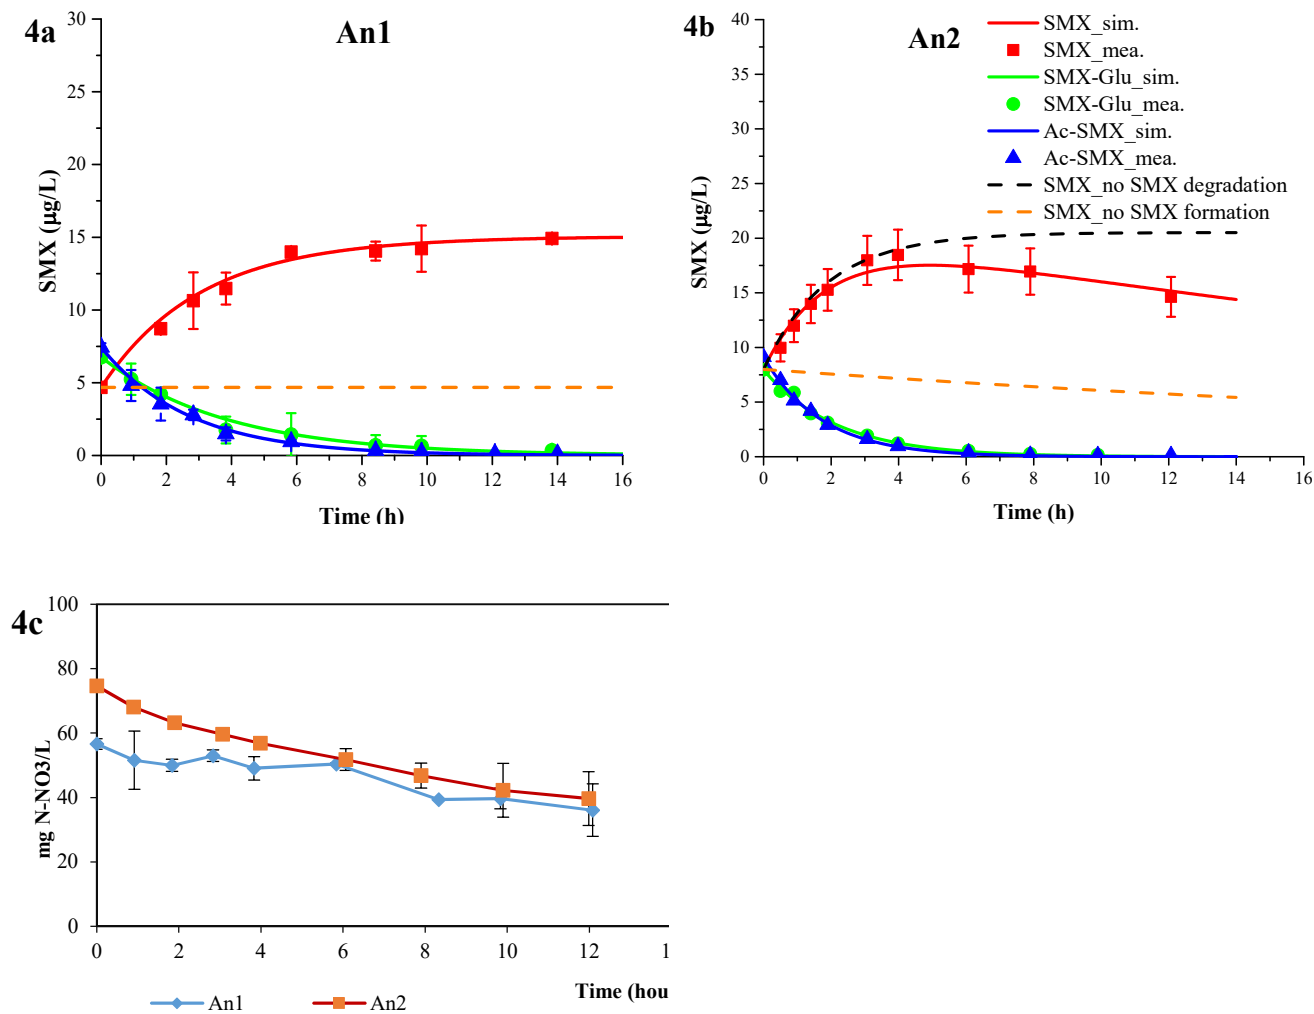 4a
An1
30
25
20
15
10
5
0
SMX (µg/L)
0 2 4 6 8 10 12 14 16
Time (h)
4b
An2
40
35
30
25
20
15
10
5
0
SMX (µg/L)
0 2 4 6 8 10 12 14 16
Time (h)
SMX_sim.
SMX_mea.
SMX-Glu_sim.
SMX-Glu_mea.
Ac-SMX_sim.
Ac-SMX_mea.
SMX_no SMX degradation
SMX_no SMX formation
4c
100
80
60
40
20
0
mg N-NO3/L
0 2 4 6 8 10 12 1
Time (hou
An1 An2